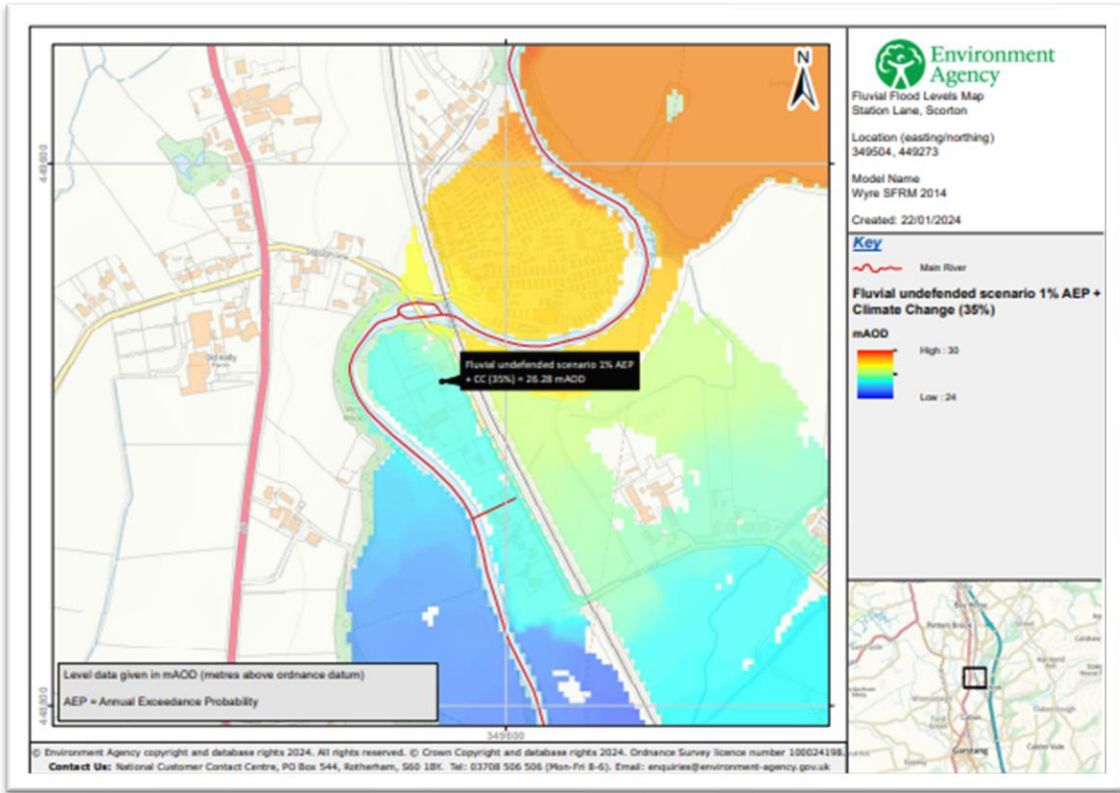 N
449600
449000
349600
Fluvial undefended scenario 1% AEP
+ CC (35%) = 26.28 mAOD
Old Holly
Farm
Level data given in mAOD (metres above ordnance datum)
AEP = Annual Exceedance Probability
© Environment Agency copyright and database rights 2024. All rights reserved. © Crown Copyright and database rights 2024. Ordnance Survey licence number 100024198.
Contact Us: National Customer Contact Centre, PO Box 544, Rotherham, S60 1BY. Tel: 03708 506 506 (Mon-Fri 8-6). Email: enquiries@environment-agency.gov.uk
Environment
Agency
Fluvial Flood Levels Map
Station Lane, Scorton
Location (easting/northing)
349504, 449273
Model Name
Wyre SFRM 2014
Created: 22/01/2024
Key
Main River
Fluvial undefended scenario 1% AEP +
Climate Change (35%)
mAOD
High : 30
Low : 24
Garstang